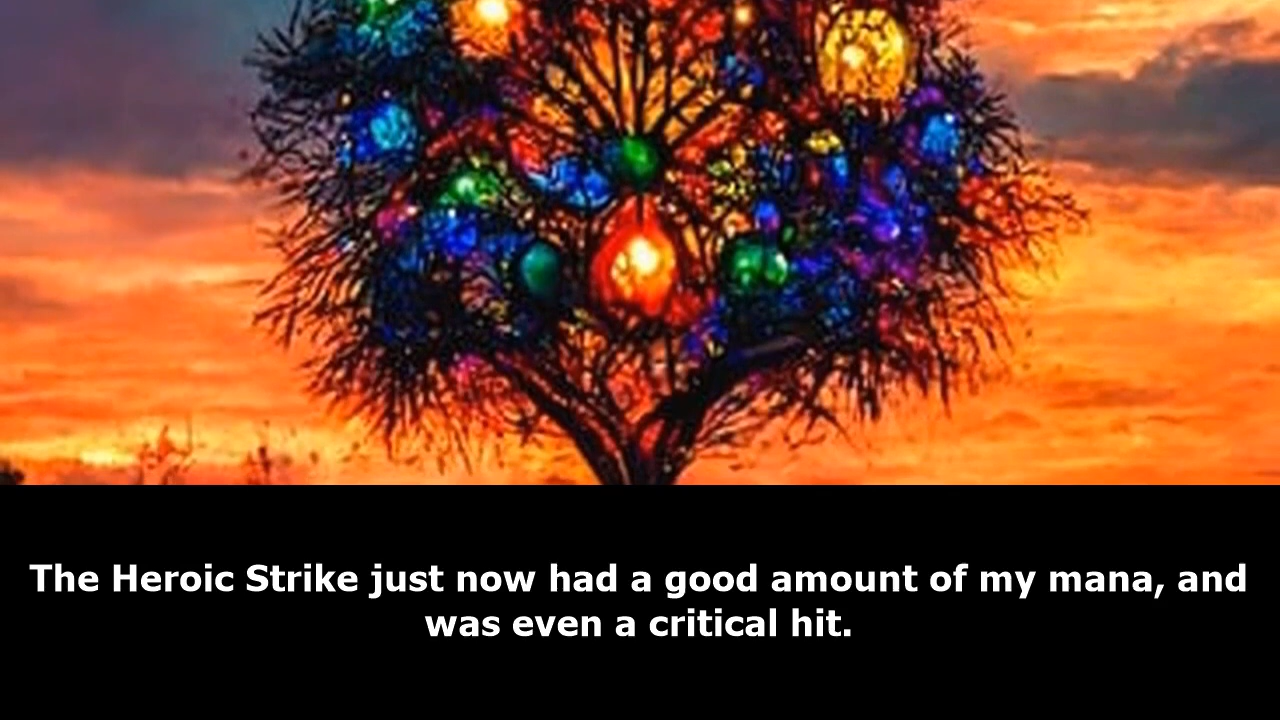 The Heroic Strike just now had a good amount of my mana, and
was even a critical hit.